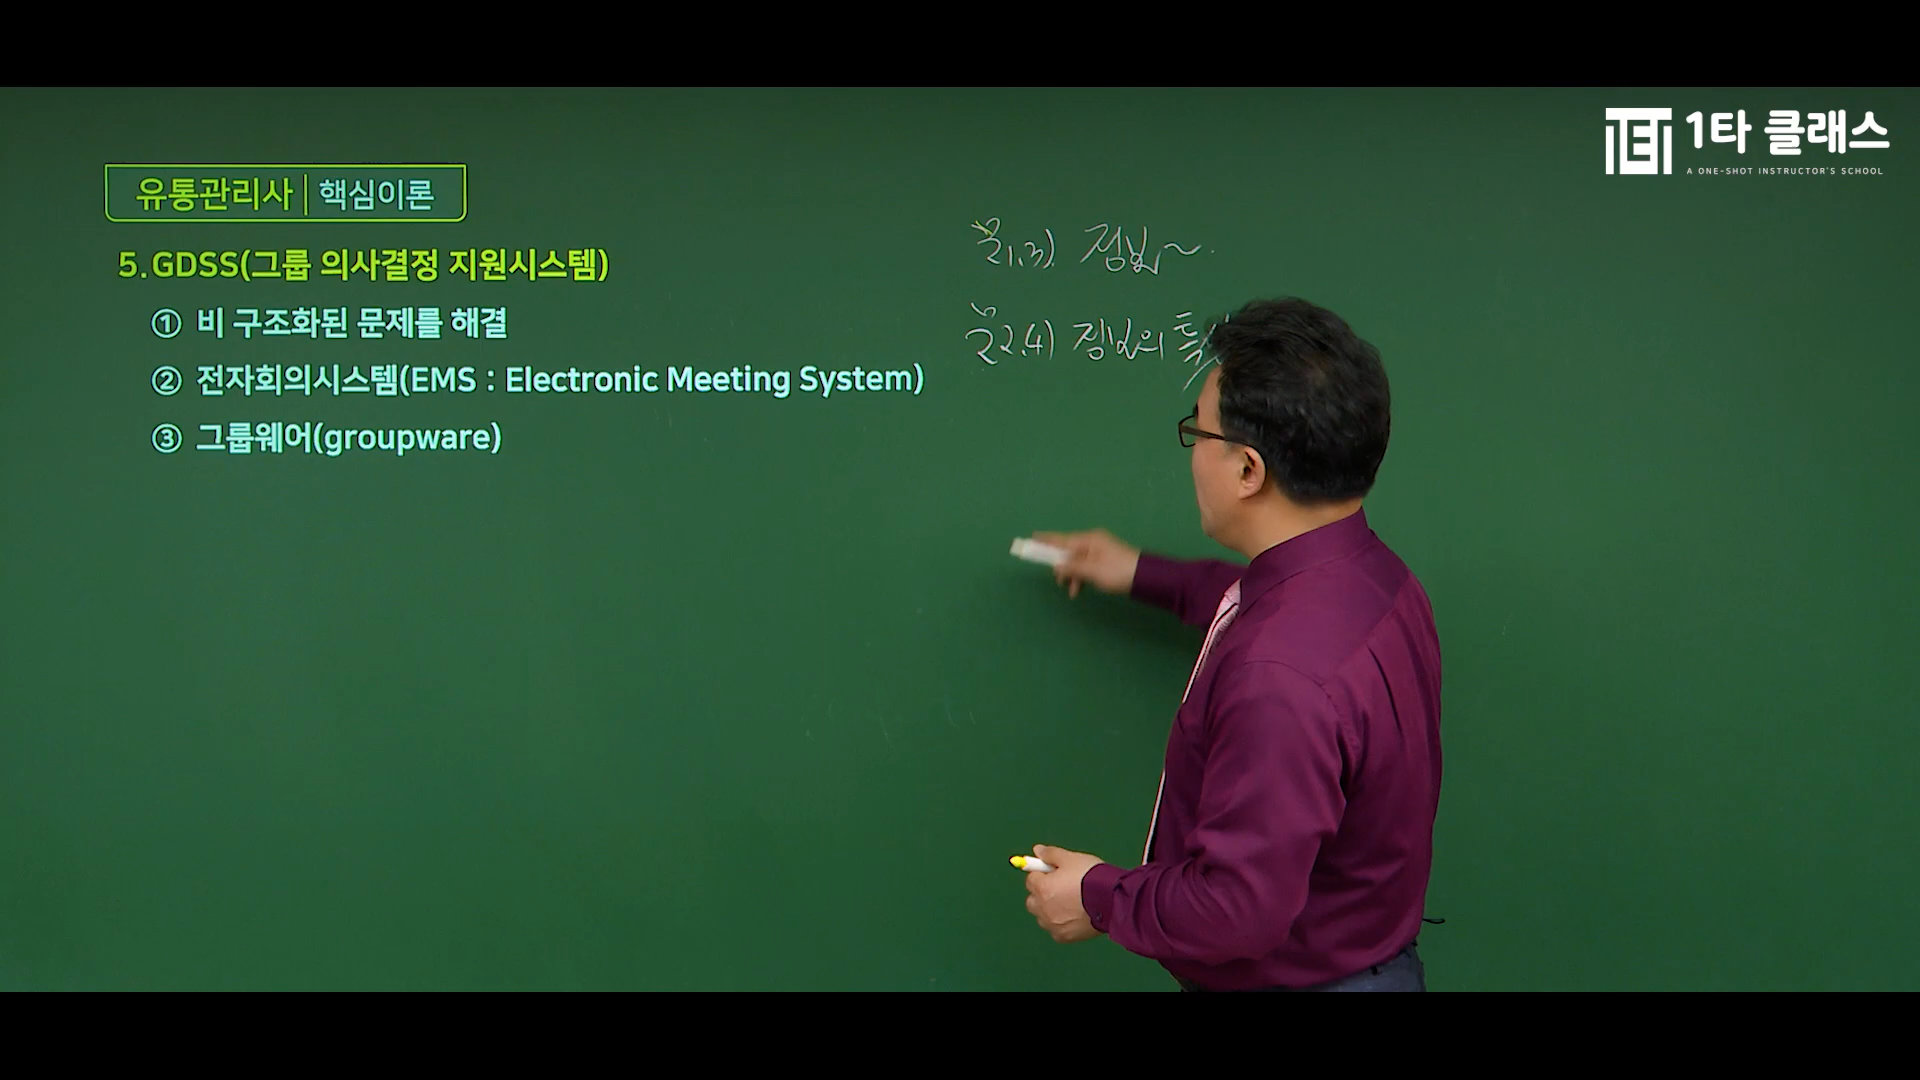 1타 클래스
A ONE-SHOT INSTRUCTOR'S SCHOOL
유통관리사 | 핵심이론
5. GDSS(그룹 의사결정 지원시스템)
① 비 구조화된 문제를 해결
② 전자회의시스템(EMS : Electronic Meeting System)
③ 그룹웨어(groupware)
21.3) 정보~
22.4) 정보의